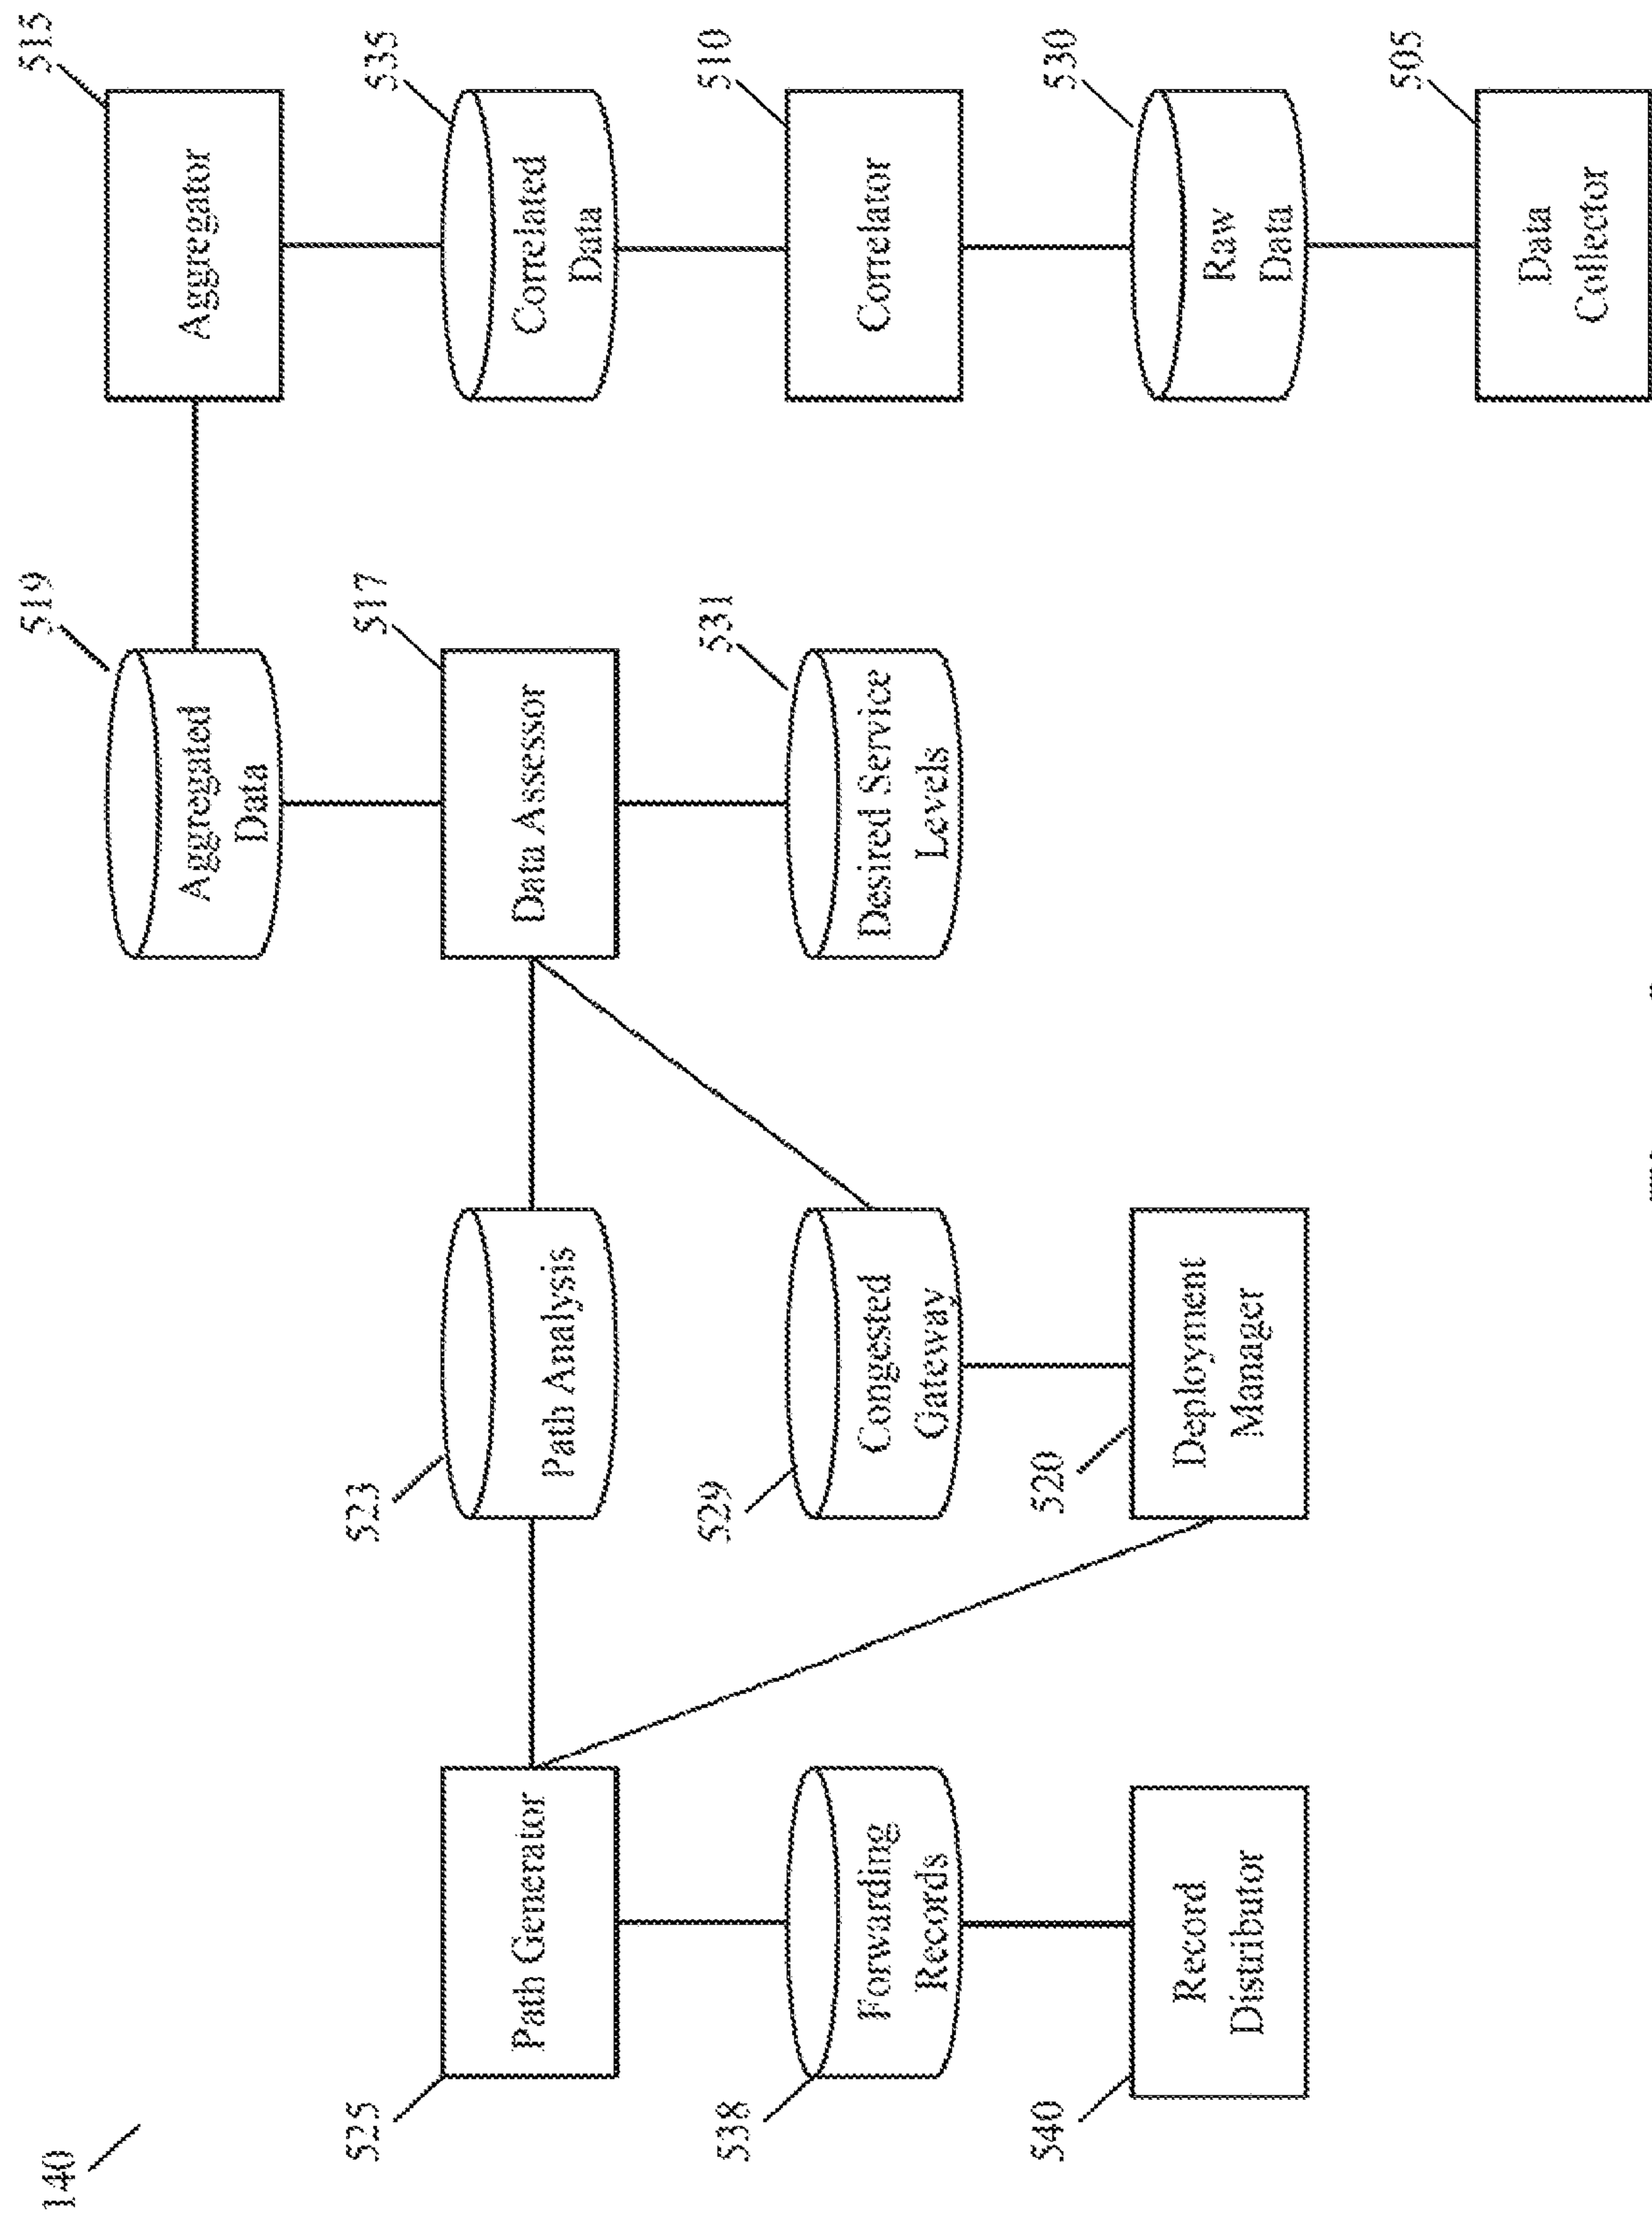 140
519
515
Aggregated
Data
Aggregator
525
523
517
535
Path Generator
Path Analysis
Data Assessor
Correlated
Data
538
529
531
510
Forwarding
Records
Congested
Gateway
Desired Service
Levels
Correlator
540
520
530
Record
Distributor
Deployment
Manager
Raw
Data
505
Data
Collector